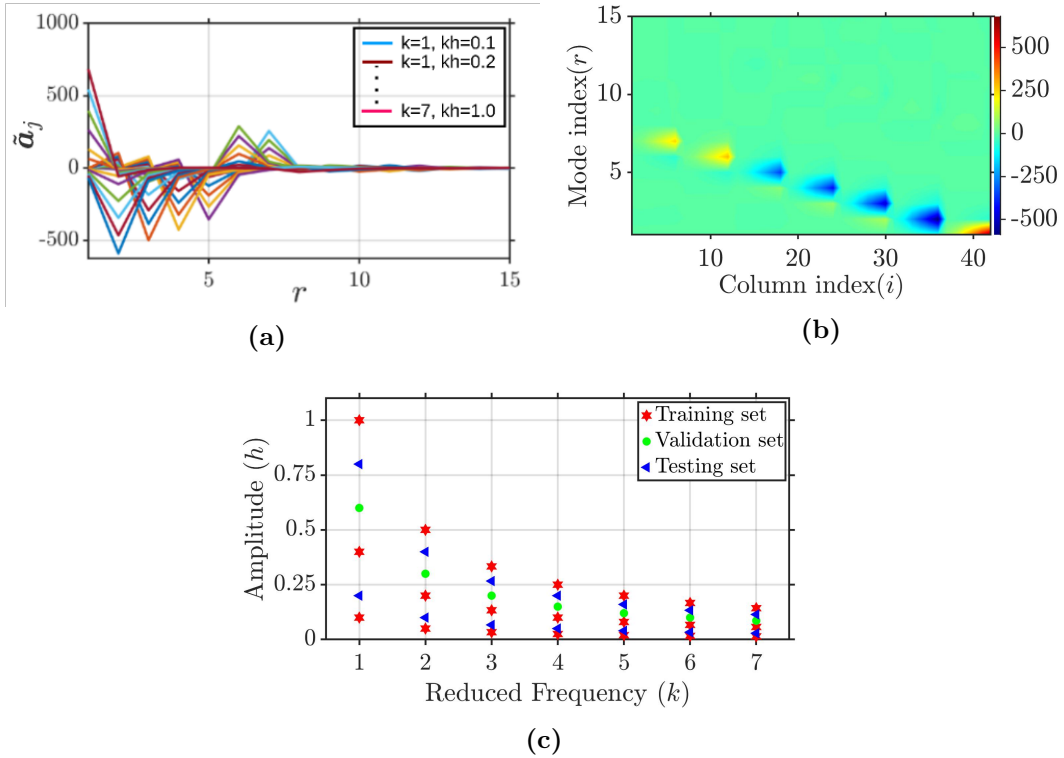 1000
500
0
-500
ã_j
5
10
15
r
k=1, kh=0.1
k=1, kh=0.2
k=7, kh=1.0
(a)
15
10
5
Mode index(r)
10
20
30
40
Column index(i)
500
250
0
-250
-500
(b)
1
0.75
0.5
0.25
0
Amplitude (h)
1 2 3 4 5 6 7
Reduced Frequency (k)
Training set
Validation set
Testing set
(c)